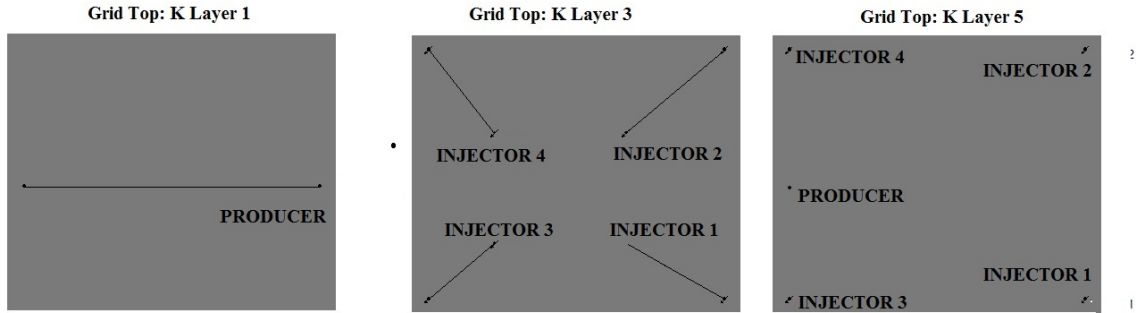 Grid Top: K Layer 1
PRODUCER
Grid Top: K Layer 3
INJECTOR 4
INJECTOR 2
INJECTOR 3
INJECTOR 1
Grid Top: K Layer 5
INJECTOR 4
INJECTOR 2
PRODUCER
INJECTOR 1
INJECTOR 3